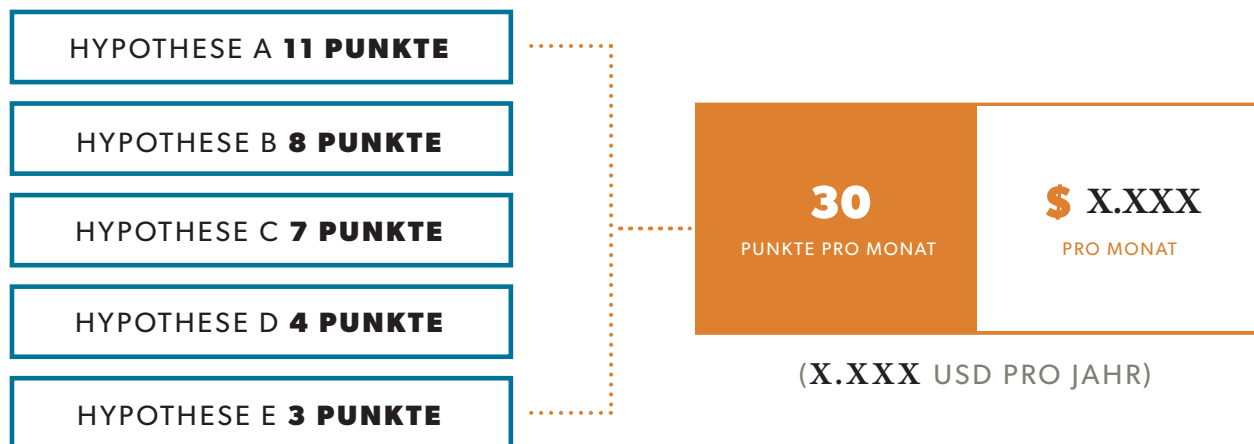 HYPOTHESE A 11 PUNKTE
HYPOTHESE B 8 PUNKTE
HYPOTHESE C 7 PUNKTE
HYPOTHESE D 4 PUNKTE
HYPOTHESE E 3 PUNKTE
30
PUNKTE PRO MONAT
$ X.XXX
PRO MONAT
(X.XXX USD PRO JAHR)